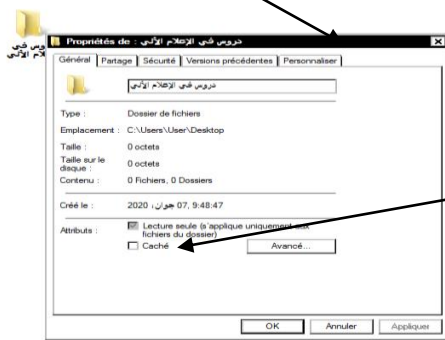 دروس في
الإعلام الآلي
Propriétés de : دروس في الإعلام الآلي
Général Partage Sécurité Versions précédentes Personnaliser
دروس في الإعلام الآلي
Type : Dossier de fichiers
Emplacement : C:\Users\User\Desktop
Taille : 0 octets
Taille sur le
disque : 0 octets
Contenu : 0 Fichiers, 0 Dossiers
Créé le : 2020 ،جوان 07, 9:48:47
Attributs : Lecture seule (s'applique uniquement aux
fichiers du dossier)
Caché Avancé...
OK Annuler Appliquer